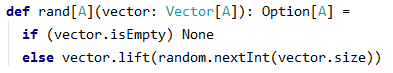 def rand[A](vector: Vector[A]): Option[A] =
  if (vector.isEmpty) None
  else vector.lift(random.nextInt(vector.size))